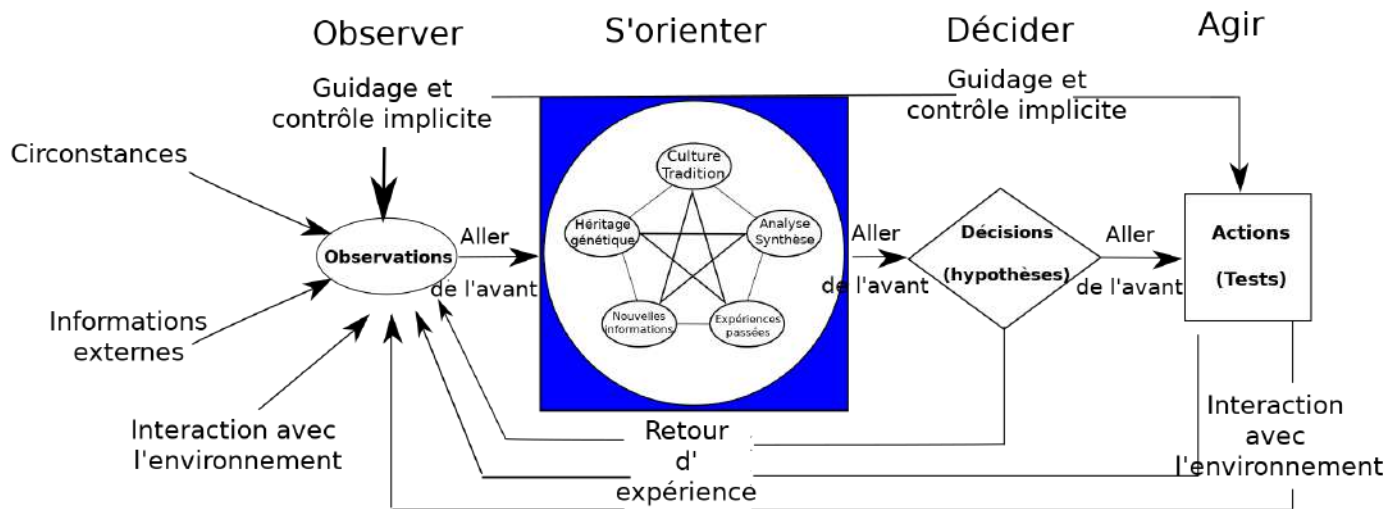 Observer
S'orienter
Décider
Agir
Guidage et
contrôle implicite
Guidage et
contrôle implicite
Circonstances
Informations
externes
Interaction avec
l'environnement
Observations
Aller
de l'avant
Culture
Tradition
Héritage
génétique
Analyse
Synthèse
Nouvelles
informations
Expériences
passées
Aller
de l'avant
Décisions
(hypothèses)
Aller
de l'avant
Actions
(Tests)
Retour
d'
expérience
Interaction
avec
l'environnement